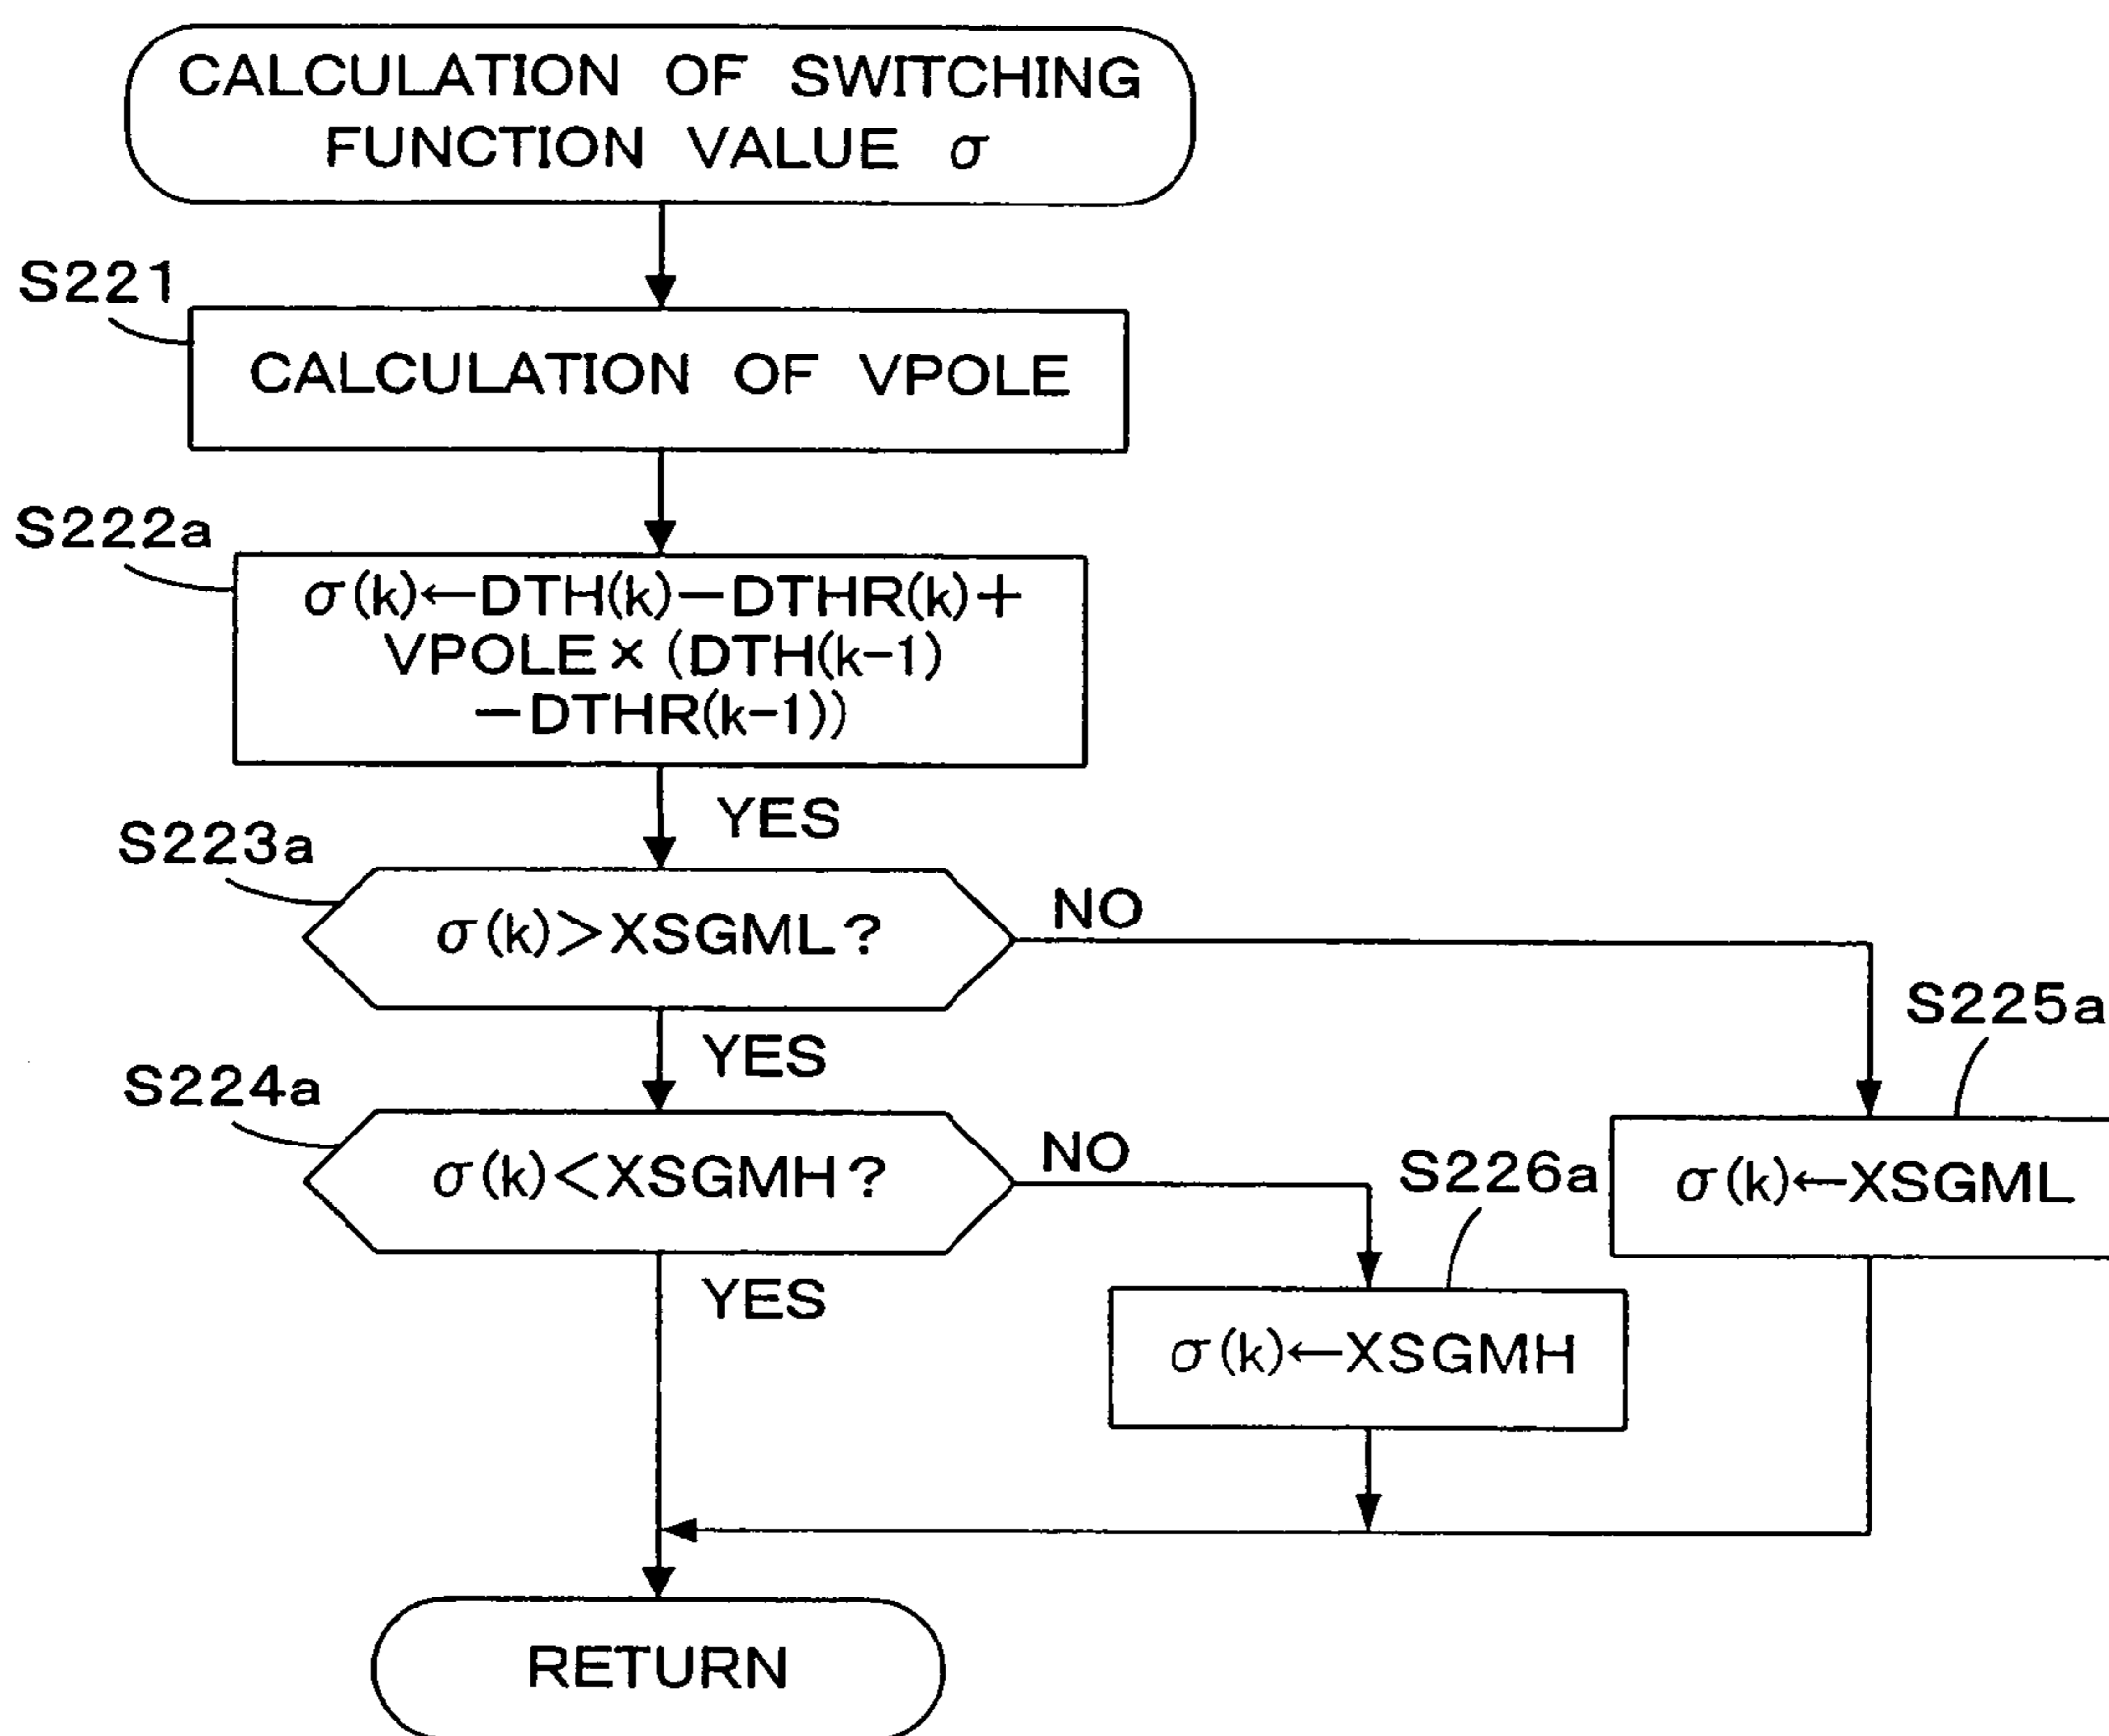 CALCULATION OF SWITCHING
FUNCTION VALUE σ
S221
CALCULATION OF VPOLE
S222a
σ(k)←DTH(k)−DTHR(k)+
VPOLE × (DTH(k-1)
−DTHR(k-1))
YES
S223a
σ(k)>XSGML?
NO
YES
S225a
S224a
σ(k)<XSGMH?
NO
S226a
σ(k)←XSGML
YES
σ(k)←XSGMH
RETURN